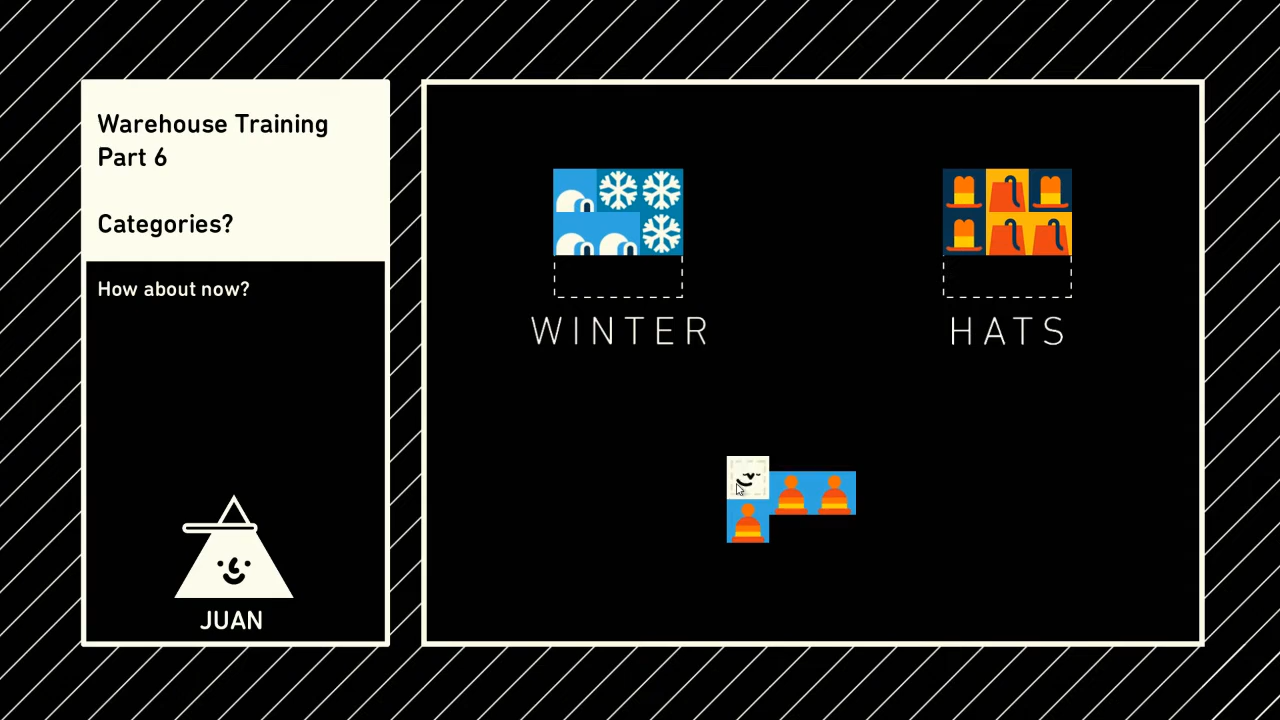 Warehouse Training
Part 6
Categories?
How about now?
JUAN
WINTER
HATS